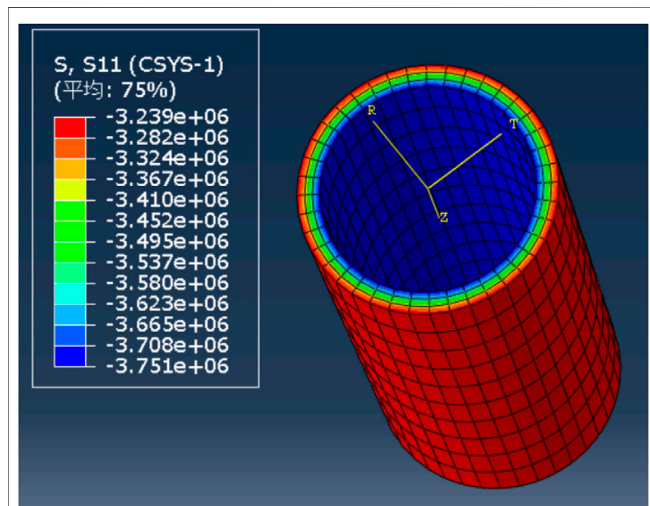 S, S11 (CSYS-1)
(平均: 75%)
-3.239e+06
-3.282e+06
-3.324e+06
-3.367e+06
-3.410e+06
-3.452e+06
-3.495e+06
-3.537e+06
-3.580e+06
-3.623e+06
-3.665e+06
-3.708e+06
-3.751e+06
R
T
Z